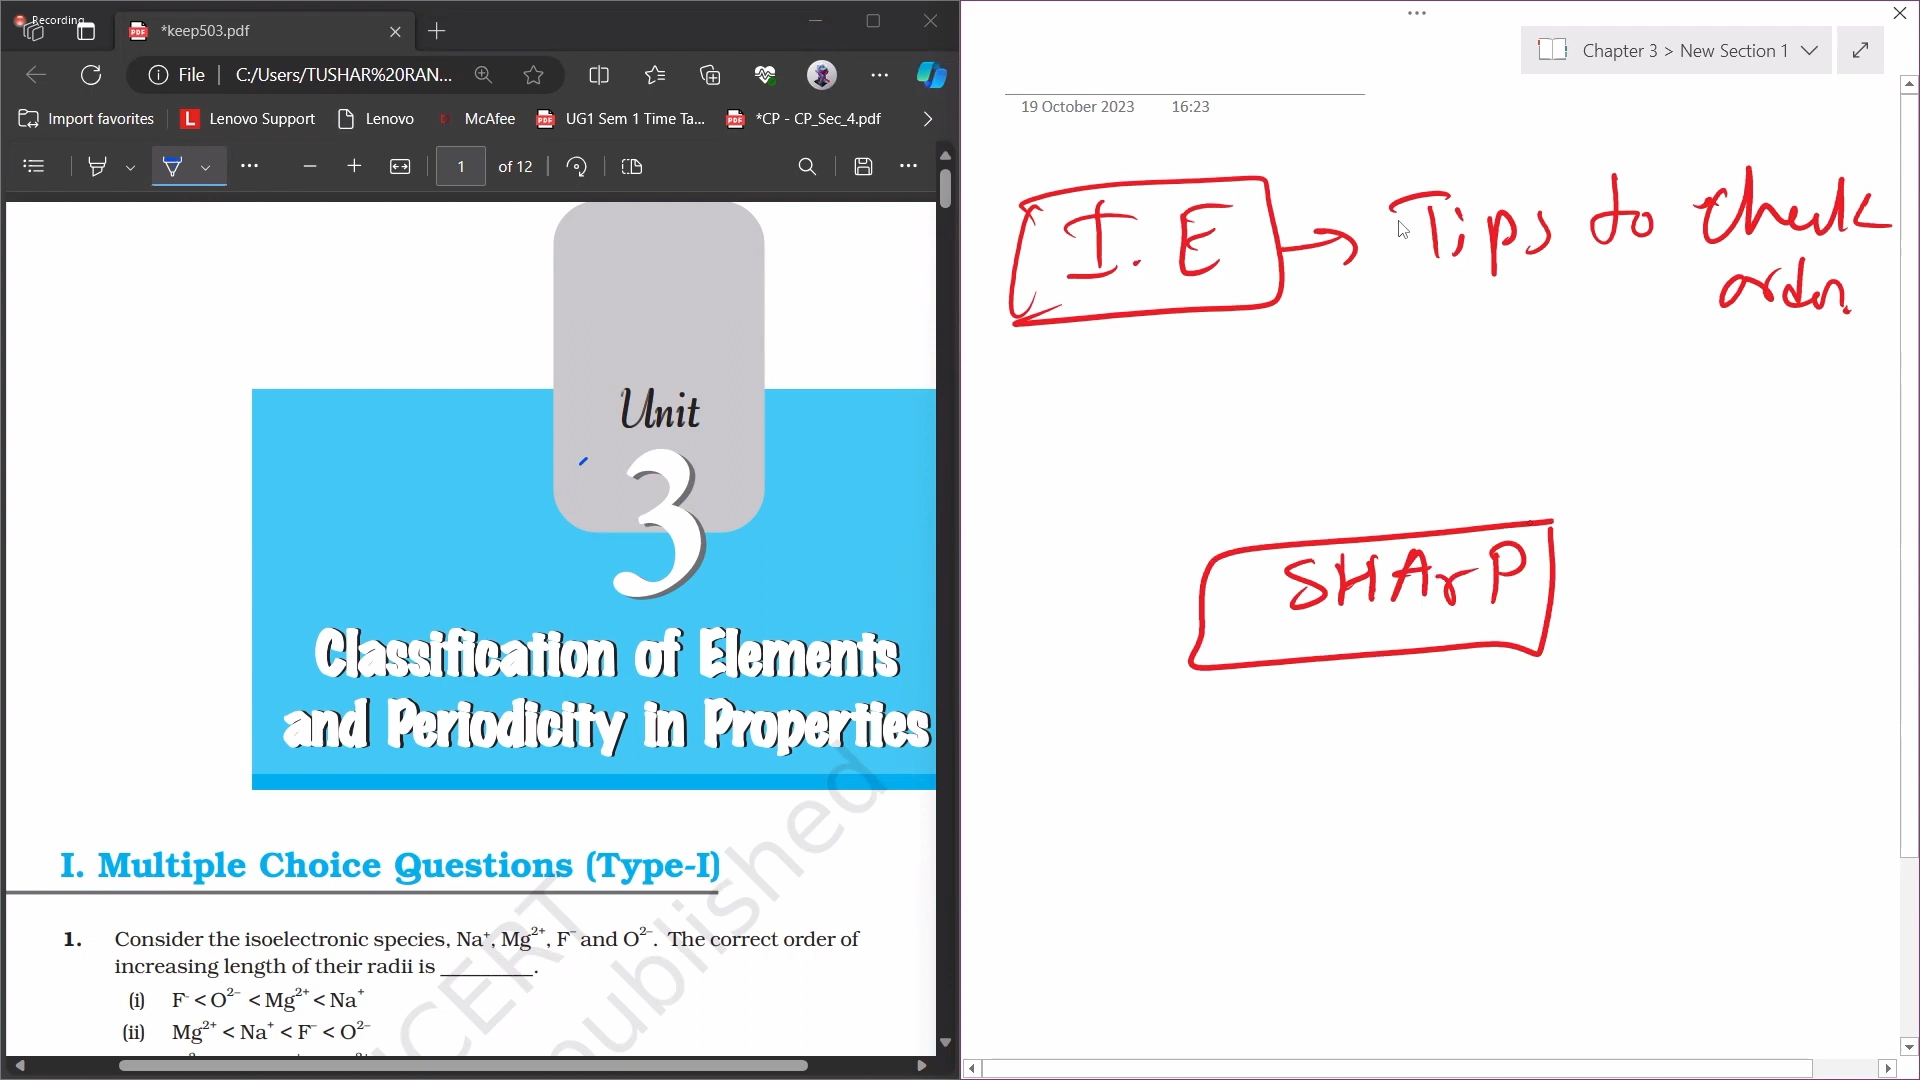 Recording
*keep503.pdf
File
C:/Users/TUSHAR%20RAN...
Import favorites
Lenovo Support
Lenovo
McAfee
UG1 Sem 1 Time Ta...
*CP - CP_Sec_4.pdf
1 of 12
Unit
3
Classification of Elements
and Periodicity in Properties
I. Multiple Choice Questions (Type-I)
1. Consider the isoelectronic species, Na⁺, Mg²⁺, F⁻ and O²⁻. The correct order of
increasing length of their radii is _________.
(i) F⁻ < O²⁻ < Mg²⁺ < Na⁺
(ii) Mg²⁺ < Na⁺ < F⁻ < O²⁻
Chapter 3 > New Section 1
19 October 2023 16:23
I. E → Tips to check
order.
SHArP